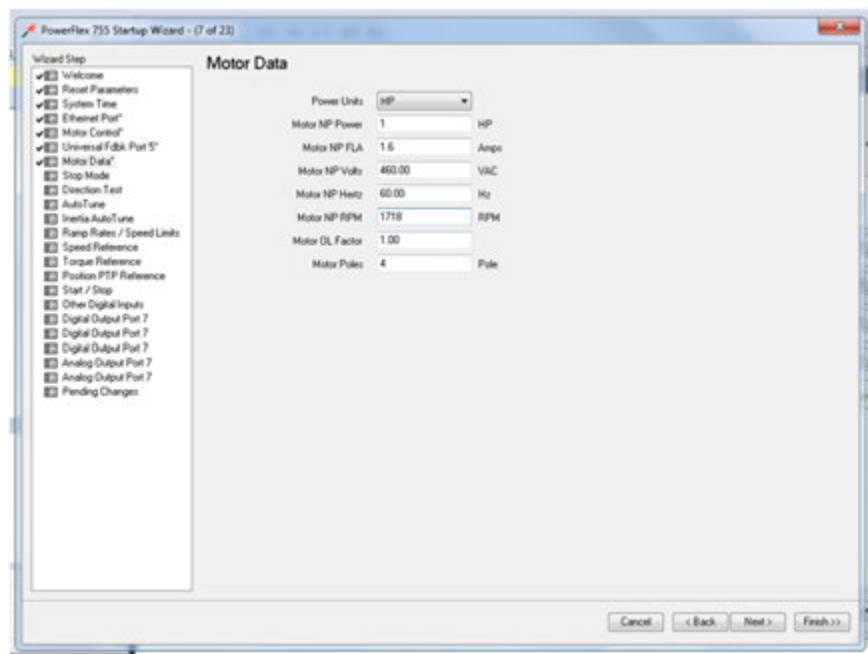 PowerFlex 755 Startup Wizard - (7 of 23)
Wizard Step
Welcome
Reset Parameters
System Time
Ethernet Port*
Motor Control*
Universal Fdbk Port 5*
Motor Data*
Stop Mode
Direction Test
AutoTune
Inertia AutoTune
Ramp Rates / Speed Limits
Speed Reference
Torque Reference
Position PTP Reference
Start / Stop
Other Digital Inputs
Digital Output Port 7
Digital Output Port 7
Digital Output Port 7
Analog Output Port 7
Analog Output Port 7
Pending Changes
Motor Data
Power Units HP
Motor NP Power 1 HP
Motor NP FLA 1.6 Amps
Motor NP Volts 460.00 VAC
Motor NP Hertz 60.00 Hz
Motor NP RPM 1718 RPM
Motor OL Factor 1.00
Motor Poles 4 Pole
Cancel < Back Next > Finish >>